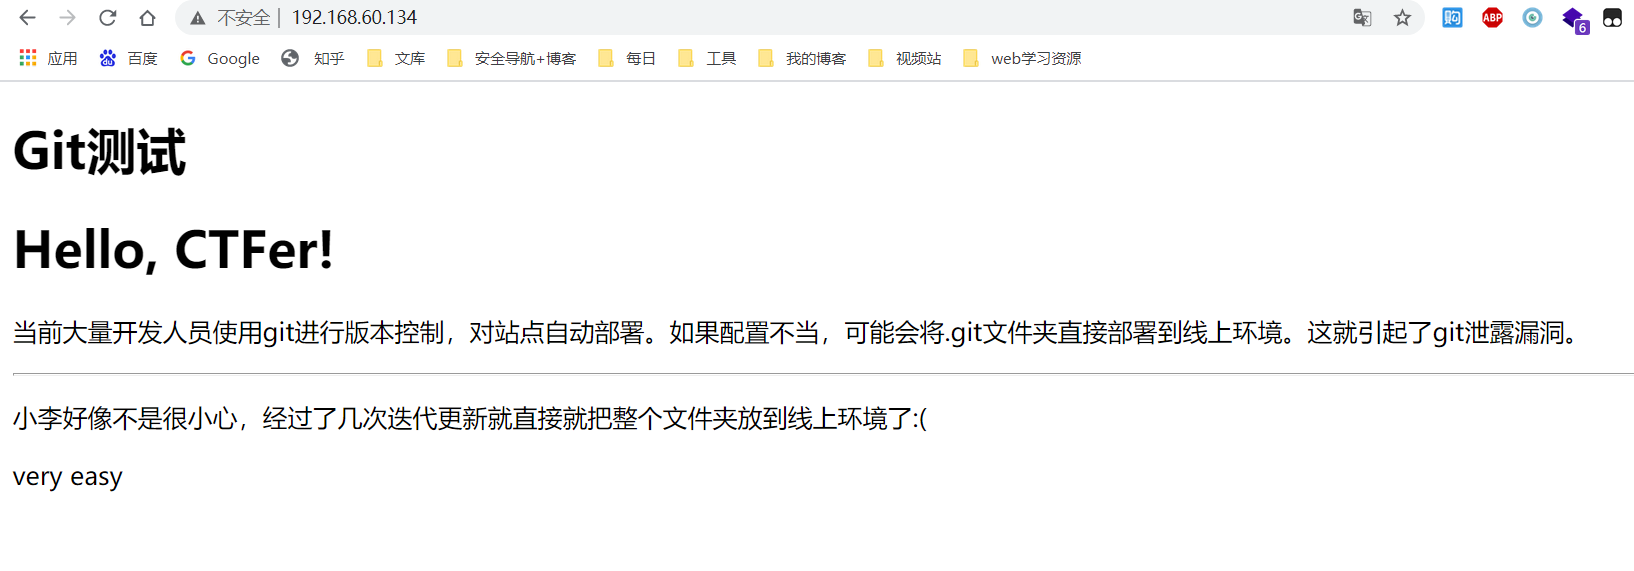 不安全 | 192.168.60.134
购 ABP 6
应用 百度 Google 知乎 文库 安全导航+博客 每日 工具 我的博客 视频站 web学习资源
Git测试
Hello, CTFer!
当前大量开发人员使用git进行版本控制，对站点自动部署。如果配置不当，可能会将.git文件夹直接部署到线上环境。这就引起了git泄露漏洞。
小李好像不是很小心，经过了几次迭代更新就直接就把整个文件夹放到线上环境了:(
very easy